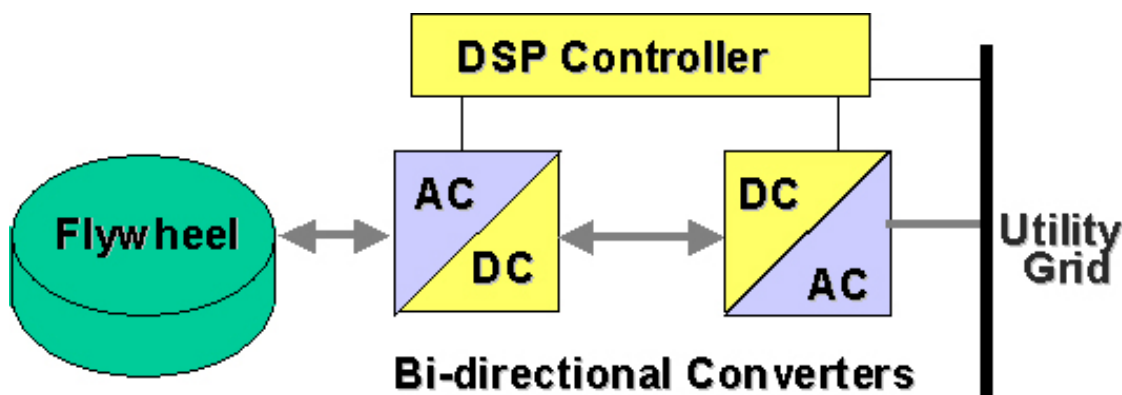 DSP Controller
Flywheel
AC
DC
DC
AC
Utility
Grid
Bi-directional Converters